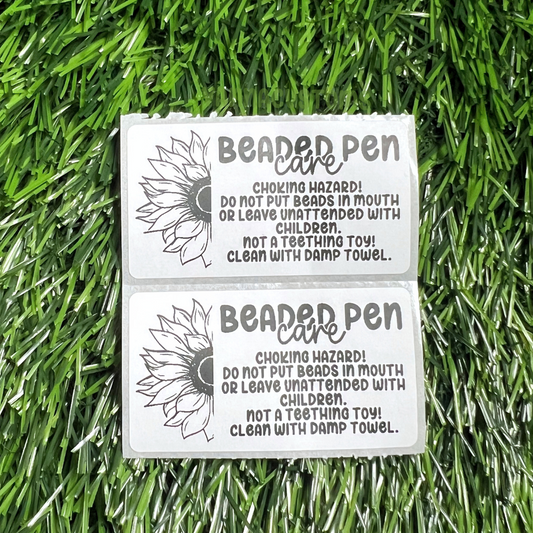 BEADED PEN
care
CHOKING HAZARD!
DO NOT PUT BEADS IN MOUTH
OR LEAVE UNATTENDED WITH
CHILDREN.
NOT A TEETHING TOY!
CLEAN WITH DAMP TOWEL.
BEADED PEN
care
CHOKING HAZARD!
DO NOT PUT BEADS IN MOUTH
OR LEAVE UNATTENDED WITH
CHILDREN.
NOT A TEETHING TOY!
CLEAN WITH DAMP TOWEL.